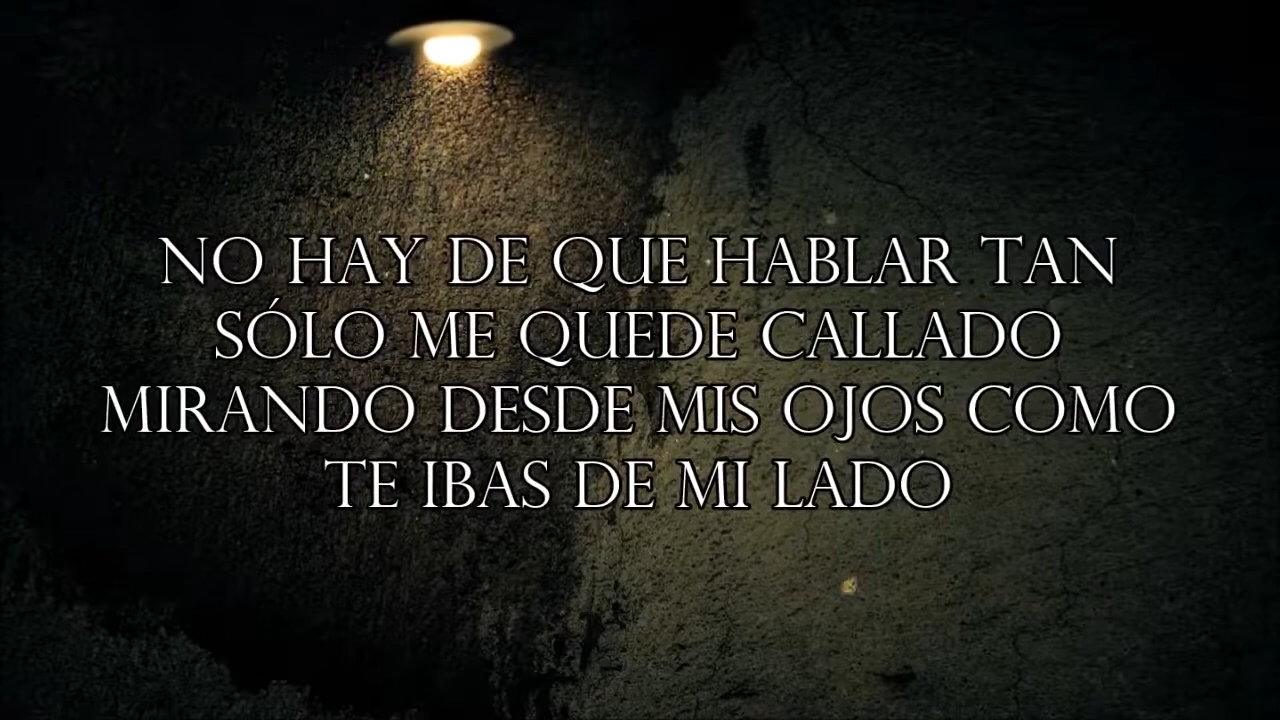 NO HAY DE QUE HABLAR TAN
SÓLO ME QUEDE CALLADO
MIRANDO DESDE MIS OJOS COMO
TE IBAS DE MI LADO